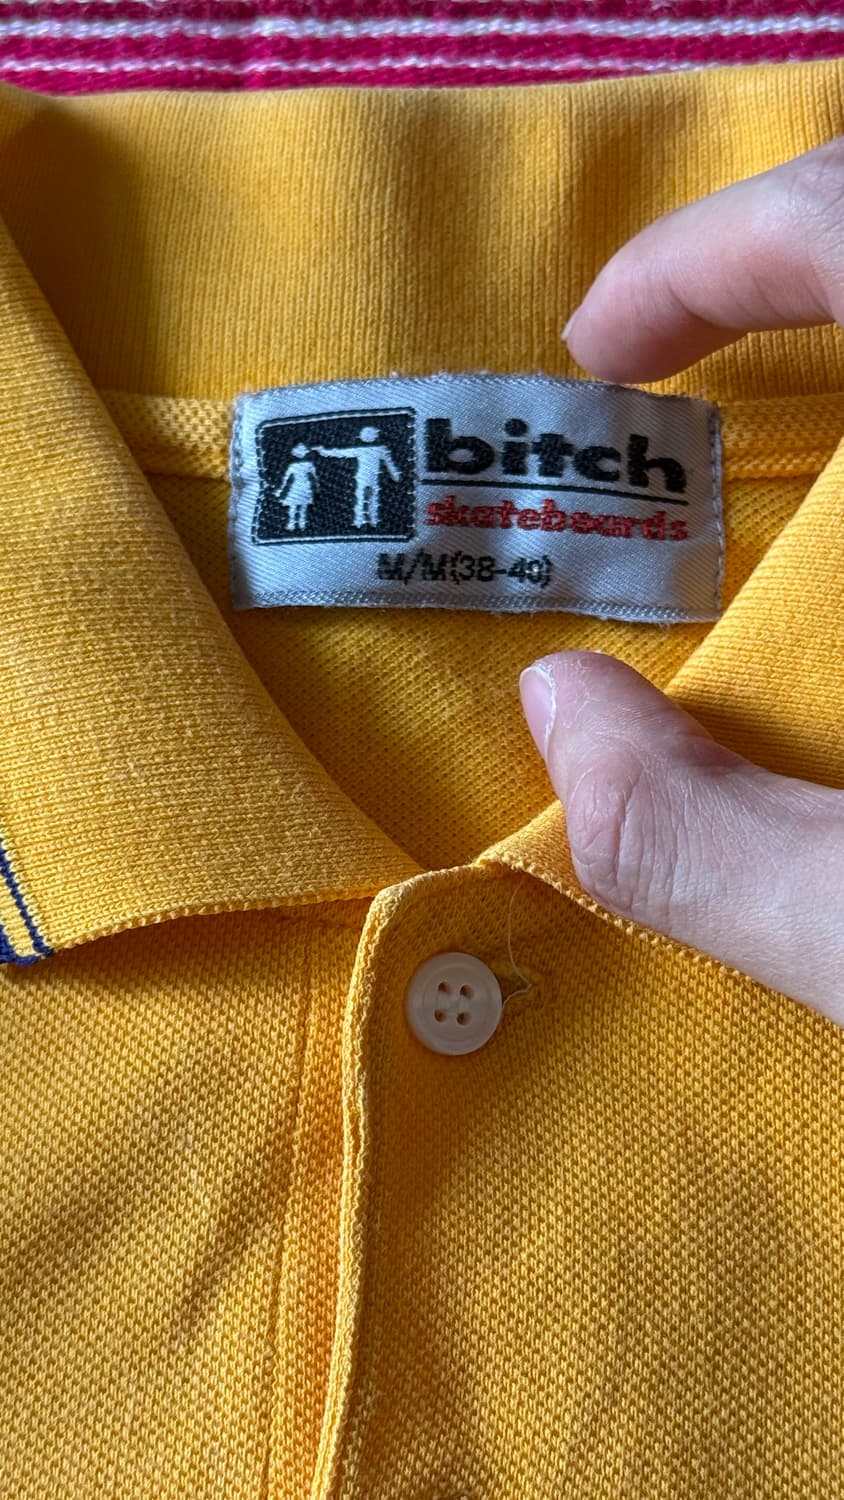 bitch
skateboards
M/M(38-40)